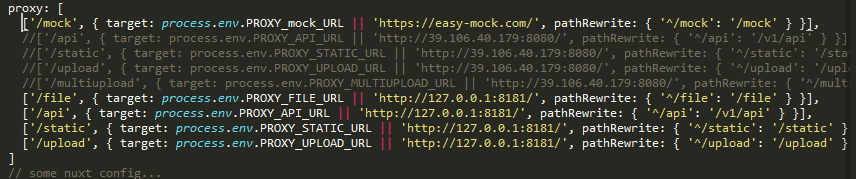 proxy: [
['/mock', { target: process.env.PROXY_mock_URL || 'https://easy-mock.com/', pathRewrite: { '^/mock': '/mock' } }],
//['/api', { target: process.env.PROXY_API_URL || 'http://39.106.40.179:8080/', pathRewrite: { '^/api': '/v1/api' } }]
//['/static', { target: process.env.PROXY_STATIC_URL || 'http://39.106.40.179:8080/', pathRewrite: { '^/static': '/stat
//['/upload', { target: process.env.PROXY_UPLOAD_URL || 'http://39.106.40.179:8080/', pathRewrite: { '^/upload': '/uplo
//['/multiupload', { target: process.env.PROXY_MULTIUPLOAD_URL || 'http://39.106.40.179:8080/', pathRewrite: { '^/mult
['/file', { target: process.env.PROXY_FILE_URL || 'http://127.0.0.1:8181/', pathRewrite: { '^/file': '/file' } }],
['/api', { target: process.env.PROXY_API_URL || 'http://127.0.0.1:8181/', pathRewrite: { '^/api': '/v1/api' } }],
['/static', { target: process.env.PROXY_STATIC_URL || 'http://127.0.0.1:8181/', pathRewrite: { '^/static': '/static' }
['/upload', { target: process.env.PROXY_UPLOAD_URL || 'http://127.0.0.1:8181/', pathRewrite: { '^/upload': '/upload' }
]
// some nuxt config...